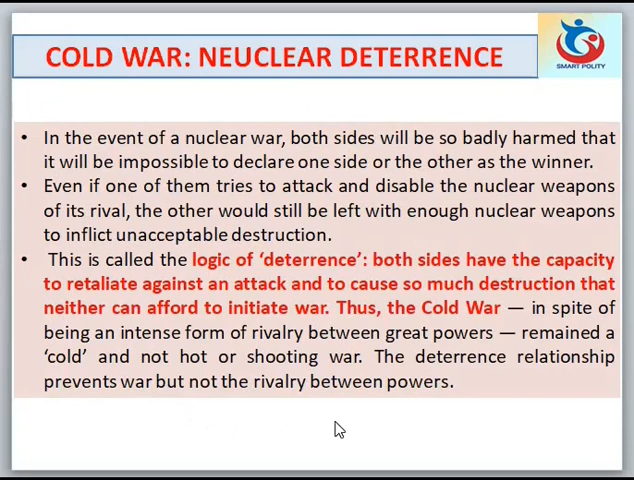 COLD WAR: NEUCLEAR DETERRENCE
SMART POLITY
• In the event of a nuclear war, both sides will be so badly harmed that
it will be impossible to declare one side or the other as the winner.
• Even if one of them tries to attack and disable the nuclear weapons
of its rival, the other would still be left with enough nuclear weapons
to inflict unacceptable destruction.
• This is called the logic of ‘deterrence’: both sides have the capacity
to retaliate against an attack and to cause so much destruction that
neither can afford to initiate war. Thus, the Cold War — in spite of
being an intense form of rivalry between great powers — remained a
‘cold’ and not hot or shooting war. The deterrence relationship
prevents war but not the rivalry between powers.